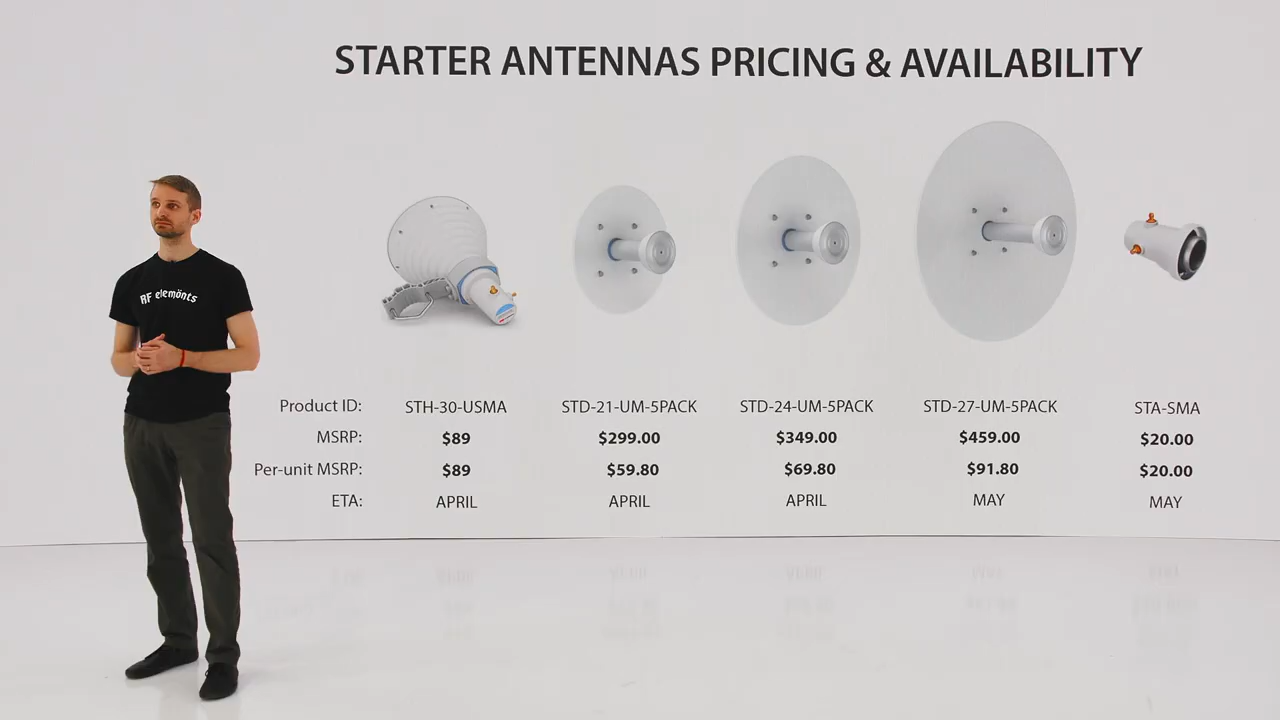 STARTER ANTENNAS PRICING & AVAILABILITY
RF elemönts
Product ID: STH-30-USMA STD-21-UM-5PACK STD-24-UM-5PACK STD-27-UM-5PACK STA-SMA
MSRP: $89 $299.00 $349.00 $459.00 $20.00
Per-unit MSRP: $89 $59.80 $69.80 $91.80 $20.00
ETA: APRIL APRIL APRIL MAY MAY